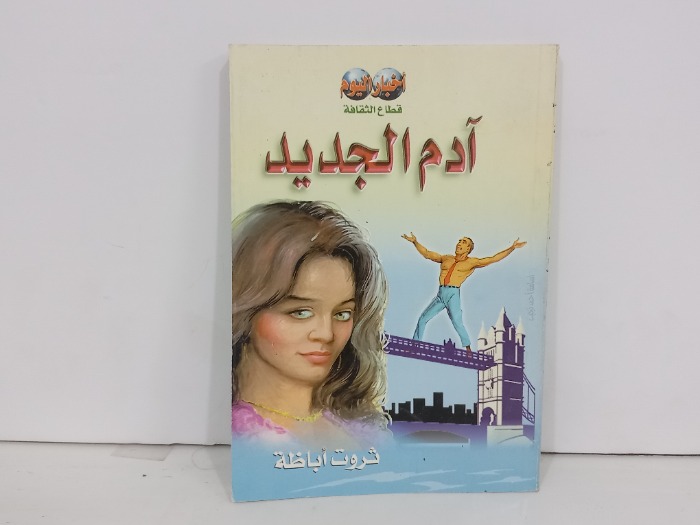 أخبار اليوم
قطاع الثقافة
آدم الجديد
ثروت أباظة